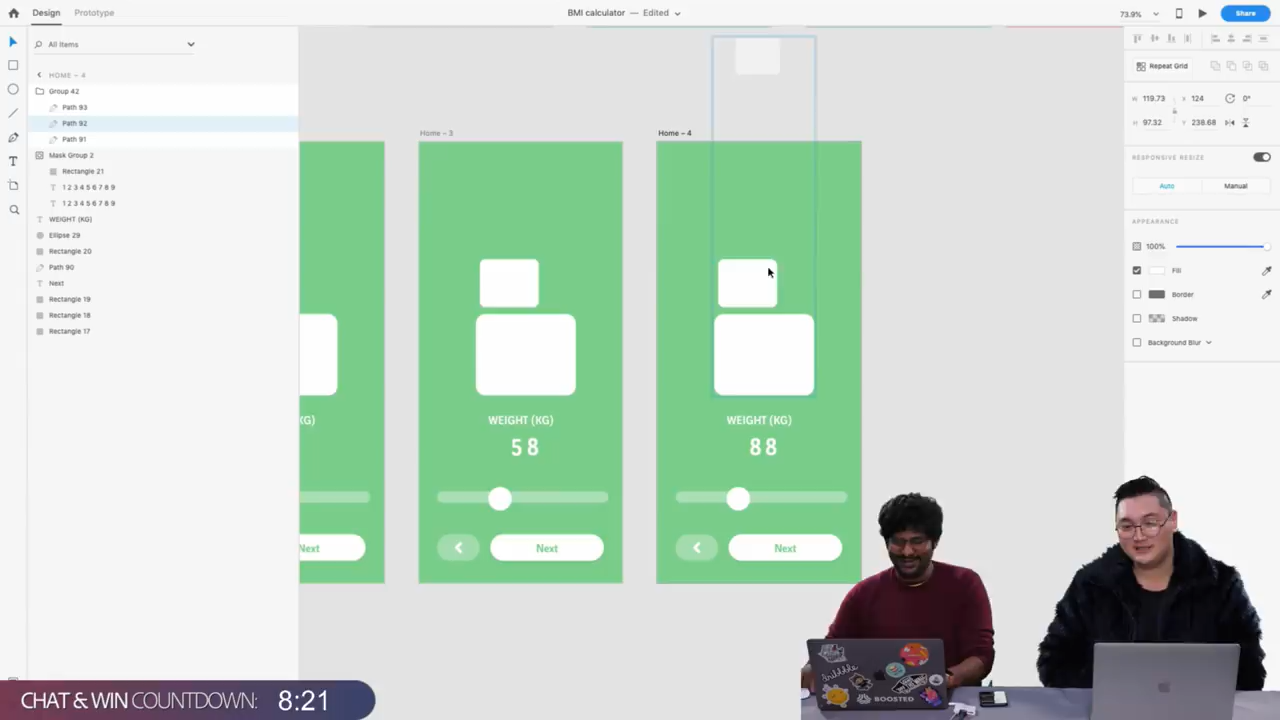 Design Prototype
BMI calculator — Edited
73.9%
Share
All Items
HOME – 4
Group 42
Path 93
Path 92
Path 91
Mask Group 2
Rectangle 21
1 2 3 4 5 6 7 8 9
1 2 3 4 5 6 7 8 9
WEIGHT (KG)
Ellipse 29
Rectangle 20
Path 90
Next
Rectangle 19
Rectangle 18
Rectangle 17
KG)
Next
Home – 3
WEIGHT (KG)
58
Next
Home – 4
WEIGHT (KG)
88
Next
Repeat Grid
W 119.73 X 124 0°
H 97.32 Y 238.68
RESPONSIVE RESIZE
Auto Manual
APPEARANCE
100%
Fill
Border
Shadow
Background Blur
CHAT & WIN COUNTDOWN: 8:21
BOOSTED